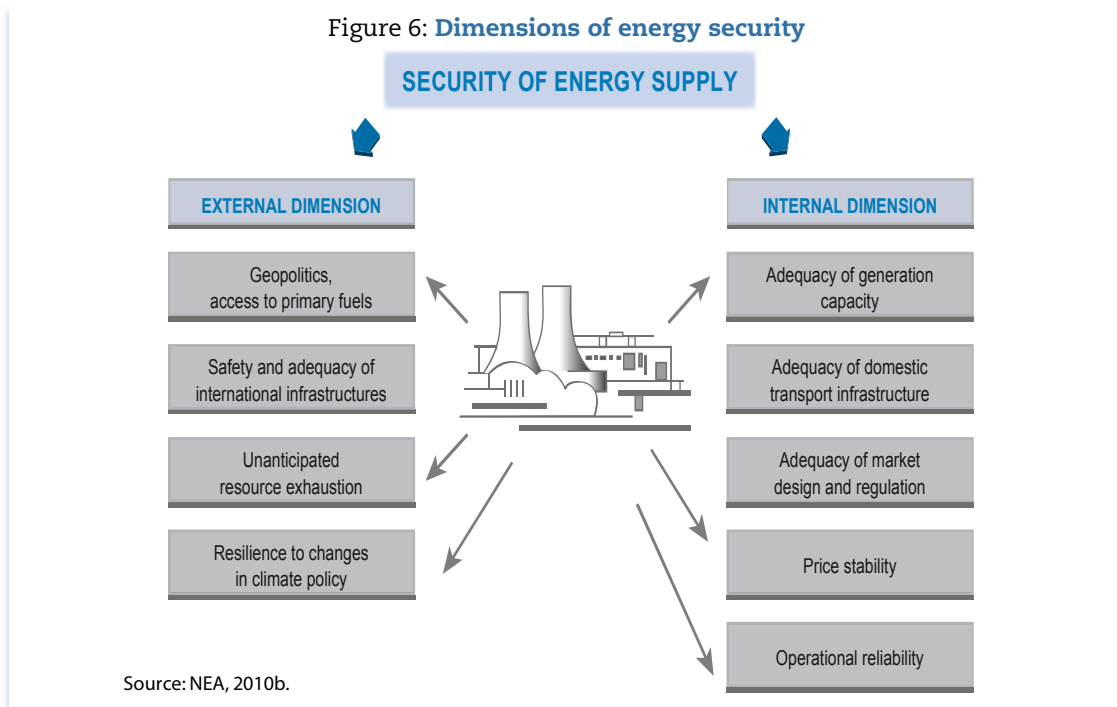 Figure 6: Dimensions of energy security
SECURITY OF ENERGY SUPPLY
EXTERNAL DIMENSION
Geopolitics,
access to primary fuels
Safety and adequacy of
international infrastructures
Unanticipated
resource exhaustion
Resilience to changes
in climate policy
INTERNAL DIMENSION
Adequacy of generation
capacity
Adequacy of domestic
transport infrastructure
Adequacy of market
design and regulation
Price stability
Operational reliability
Source: NEA, 2010b.